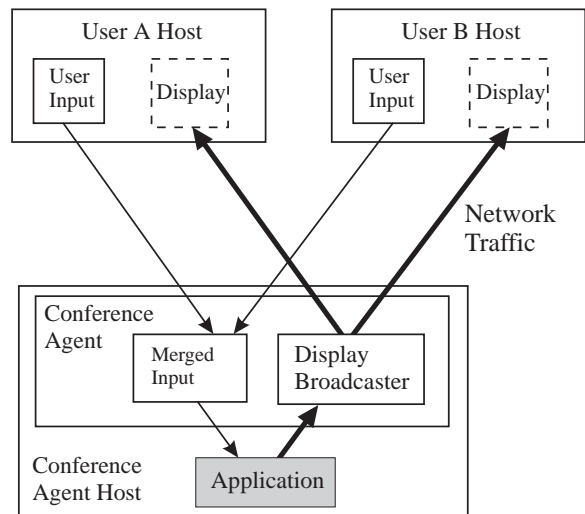 User A Host
User
Input
Display
User B Host
User
Input
Display
Network
Traffic
Conference
Agent
Merged
Input
Display
Broadcaster
Conference
Agent Host
Application